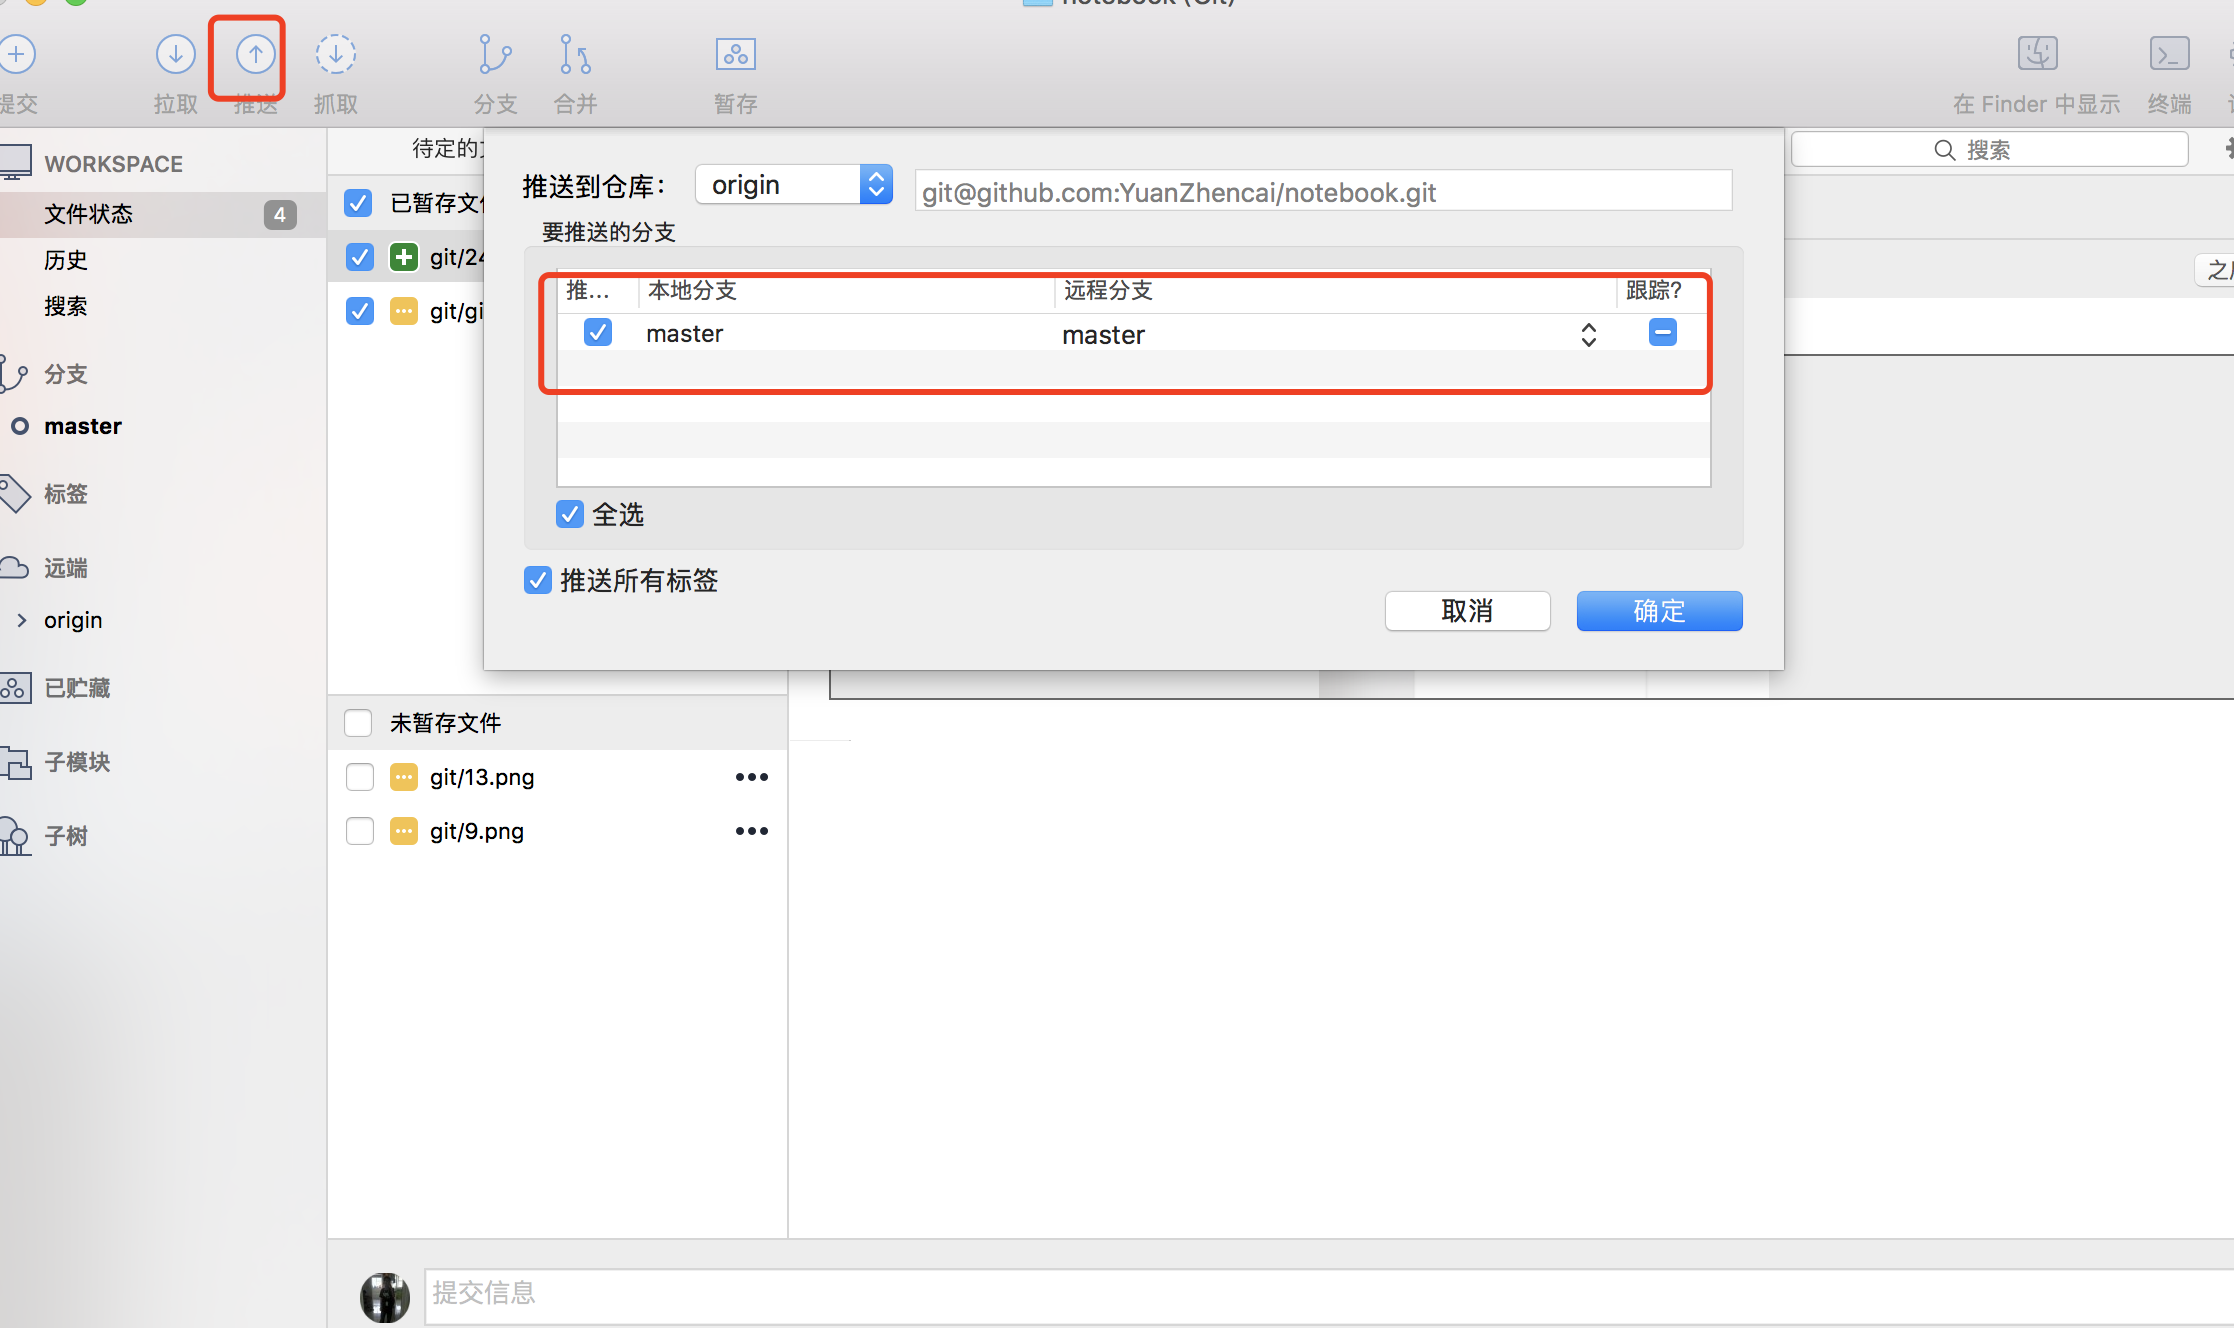 notebook (Git)
提交
拉取
推送
抓取
分支
合并
暂存
在 Finder 中显示
终端
WORKSPACE
文件状态
4
历史
搜索
分支
master
标签
远端
origin
已贮藏
子模块
子树
待定的
搜索
已暂存文
git/24
git/gi
推送到仓库：
origin
git@github.com:YuanZhencai/notebook.git
要推送的分支
推...
本地分支
远程分支
跟踪?
master
master
全选
推送所有标签
取消
确定
未暂存文件
git/13.png
git/9.png
提交信息